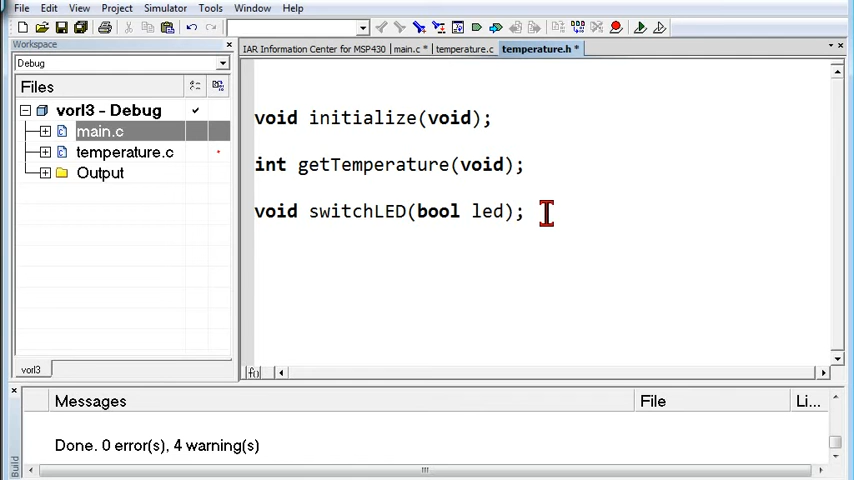 File Edit View Project Simulator Tools Window Help
Workspace
Debug
Files
vorl3 - Debug
main.c
temperature.c
Output
vorl3
IAR Information Center for MSP430 main.c * temperature.c temperature.h *
void initialize(void);
int getTemperature(void);
void switchLED(bool led);
f()
Messages File Li...
Done. 0 error(s), 4 warning(s)
Build